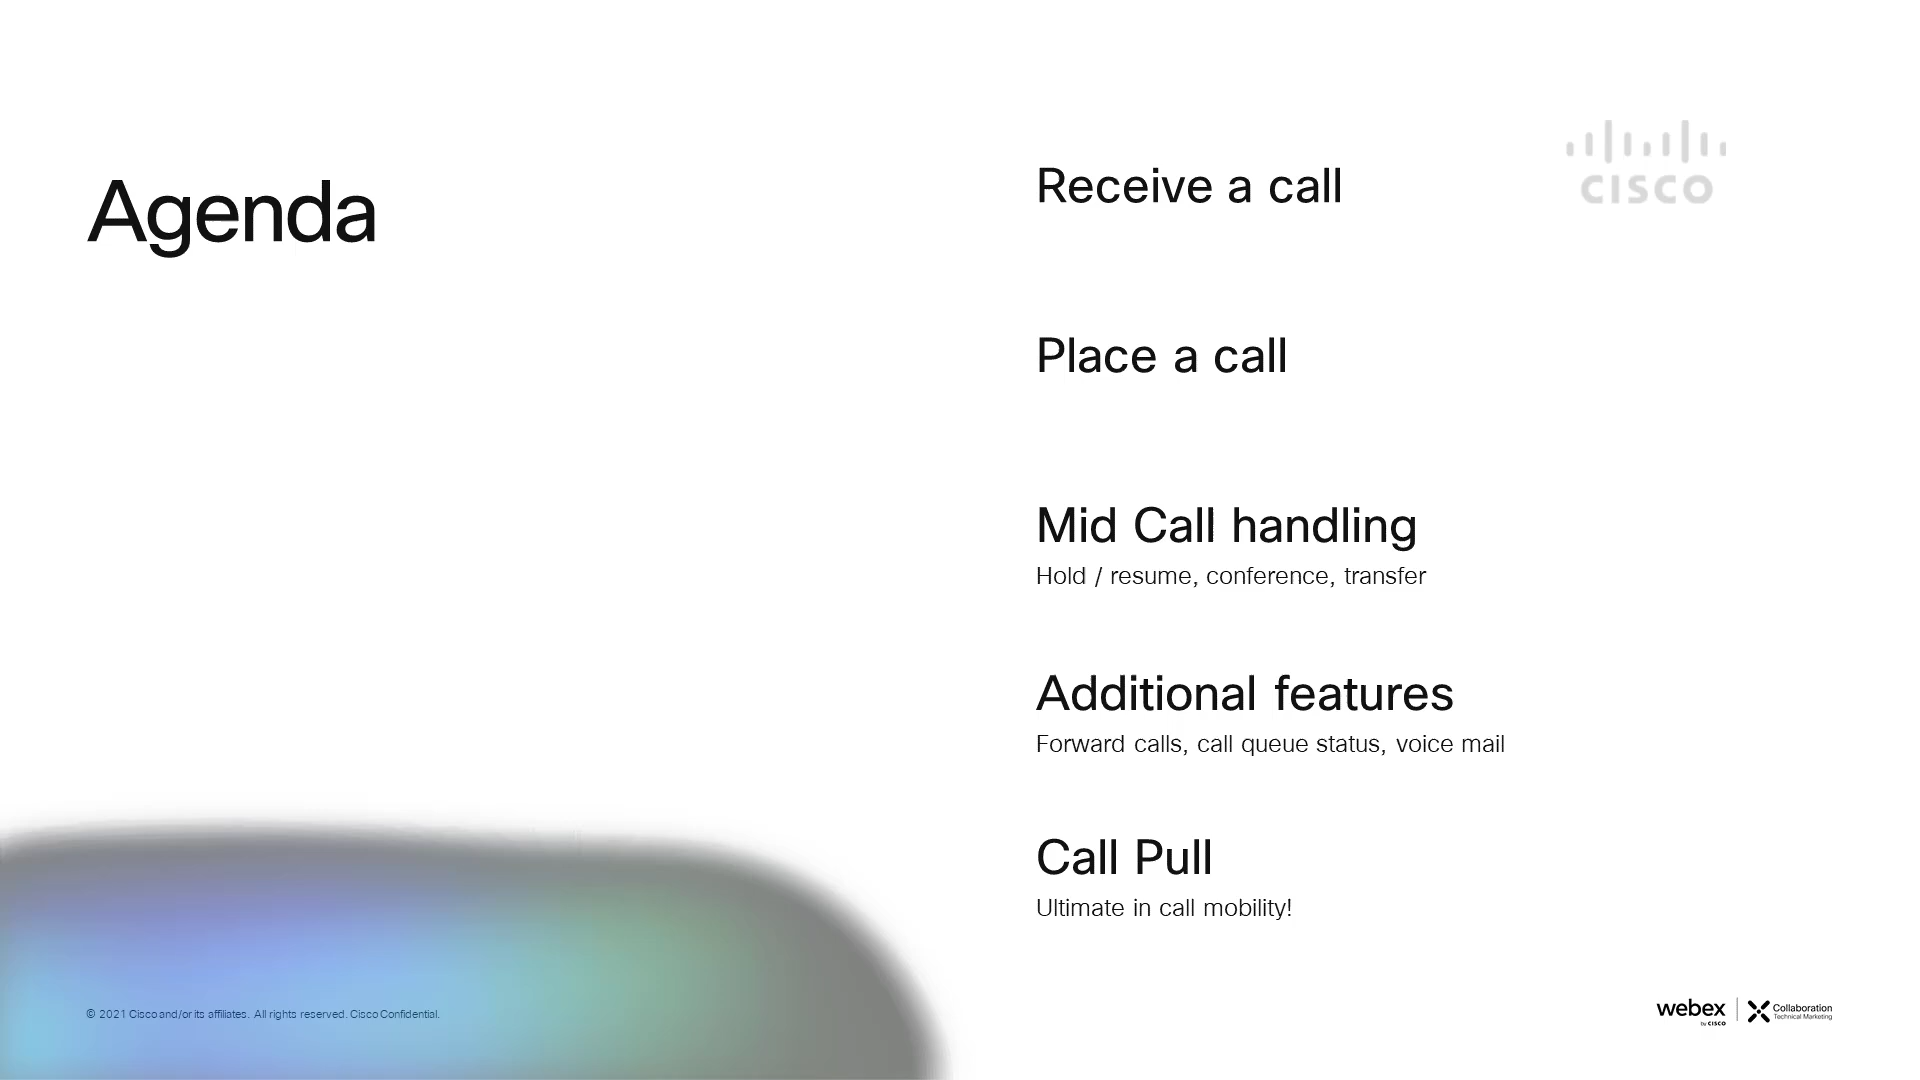 Agenda
Receive a call
CISCO
Place a call
Mid Call handling
Hold / resume, conference, transfer
Additional features
Forward calls, call queue status, voice mail
Call Pull
Ultimate in call mobility!
© 2021 Cisco and/or its affiliates. All rights reserved. Cisco Confidential.
webex
by CISCO
Collaboration
Technical Marketing